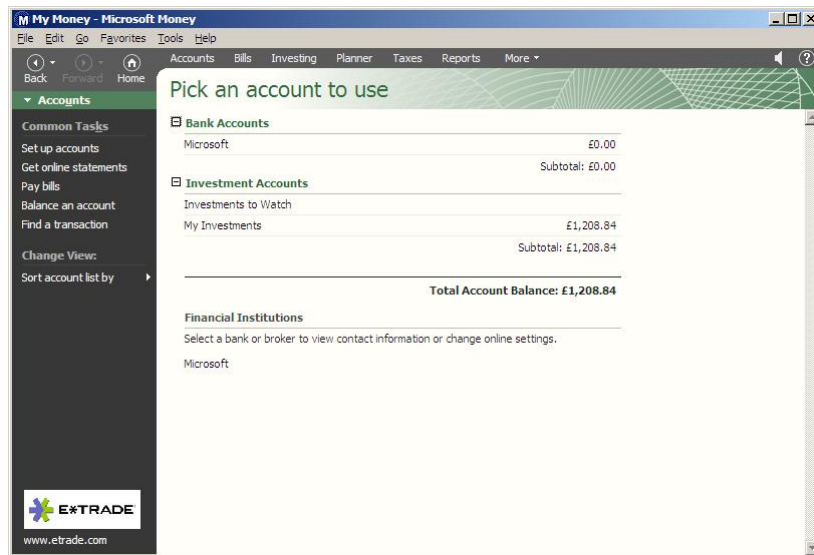 My Money - Microsoft Money
File Edit Go Favorites Tools Help
Back Forward Home
Accounts Bills Investing Planner Taxes Reports More
Accounts
Common Tasks
Set up accounts
Get online statements
Pay bills
Balance an account
Find a transaction
Change View:
Sort account list by
E*TRADE
www.etrade.com
Pick an account to use
Bank Accounts
Microsoft £0.00
Subtotal: £0.00
Investment Accounts
Investments to Watch
My Investments £1,208.84
Subtotal: £1,208.84
Total Account Balance: £1,208.84
Financial Institutions
Select a bank or broker to view contact information or change online settings.
Microsoft